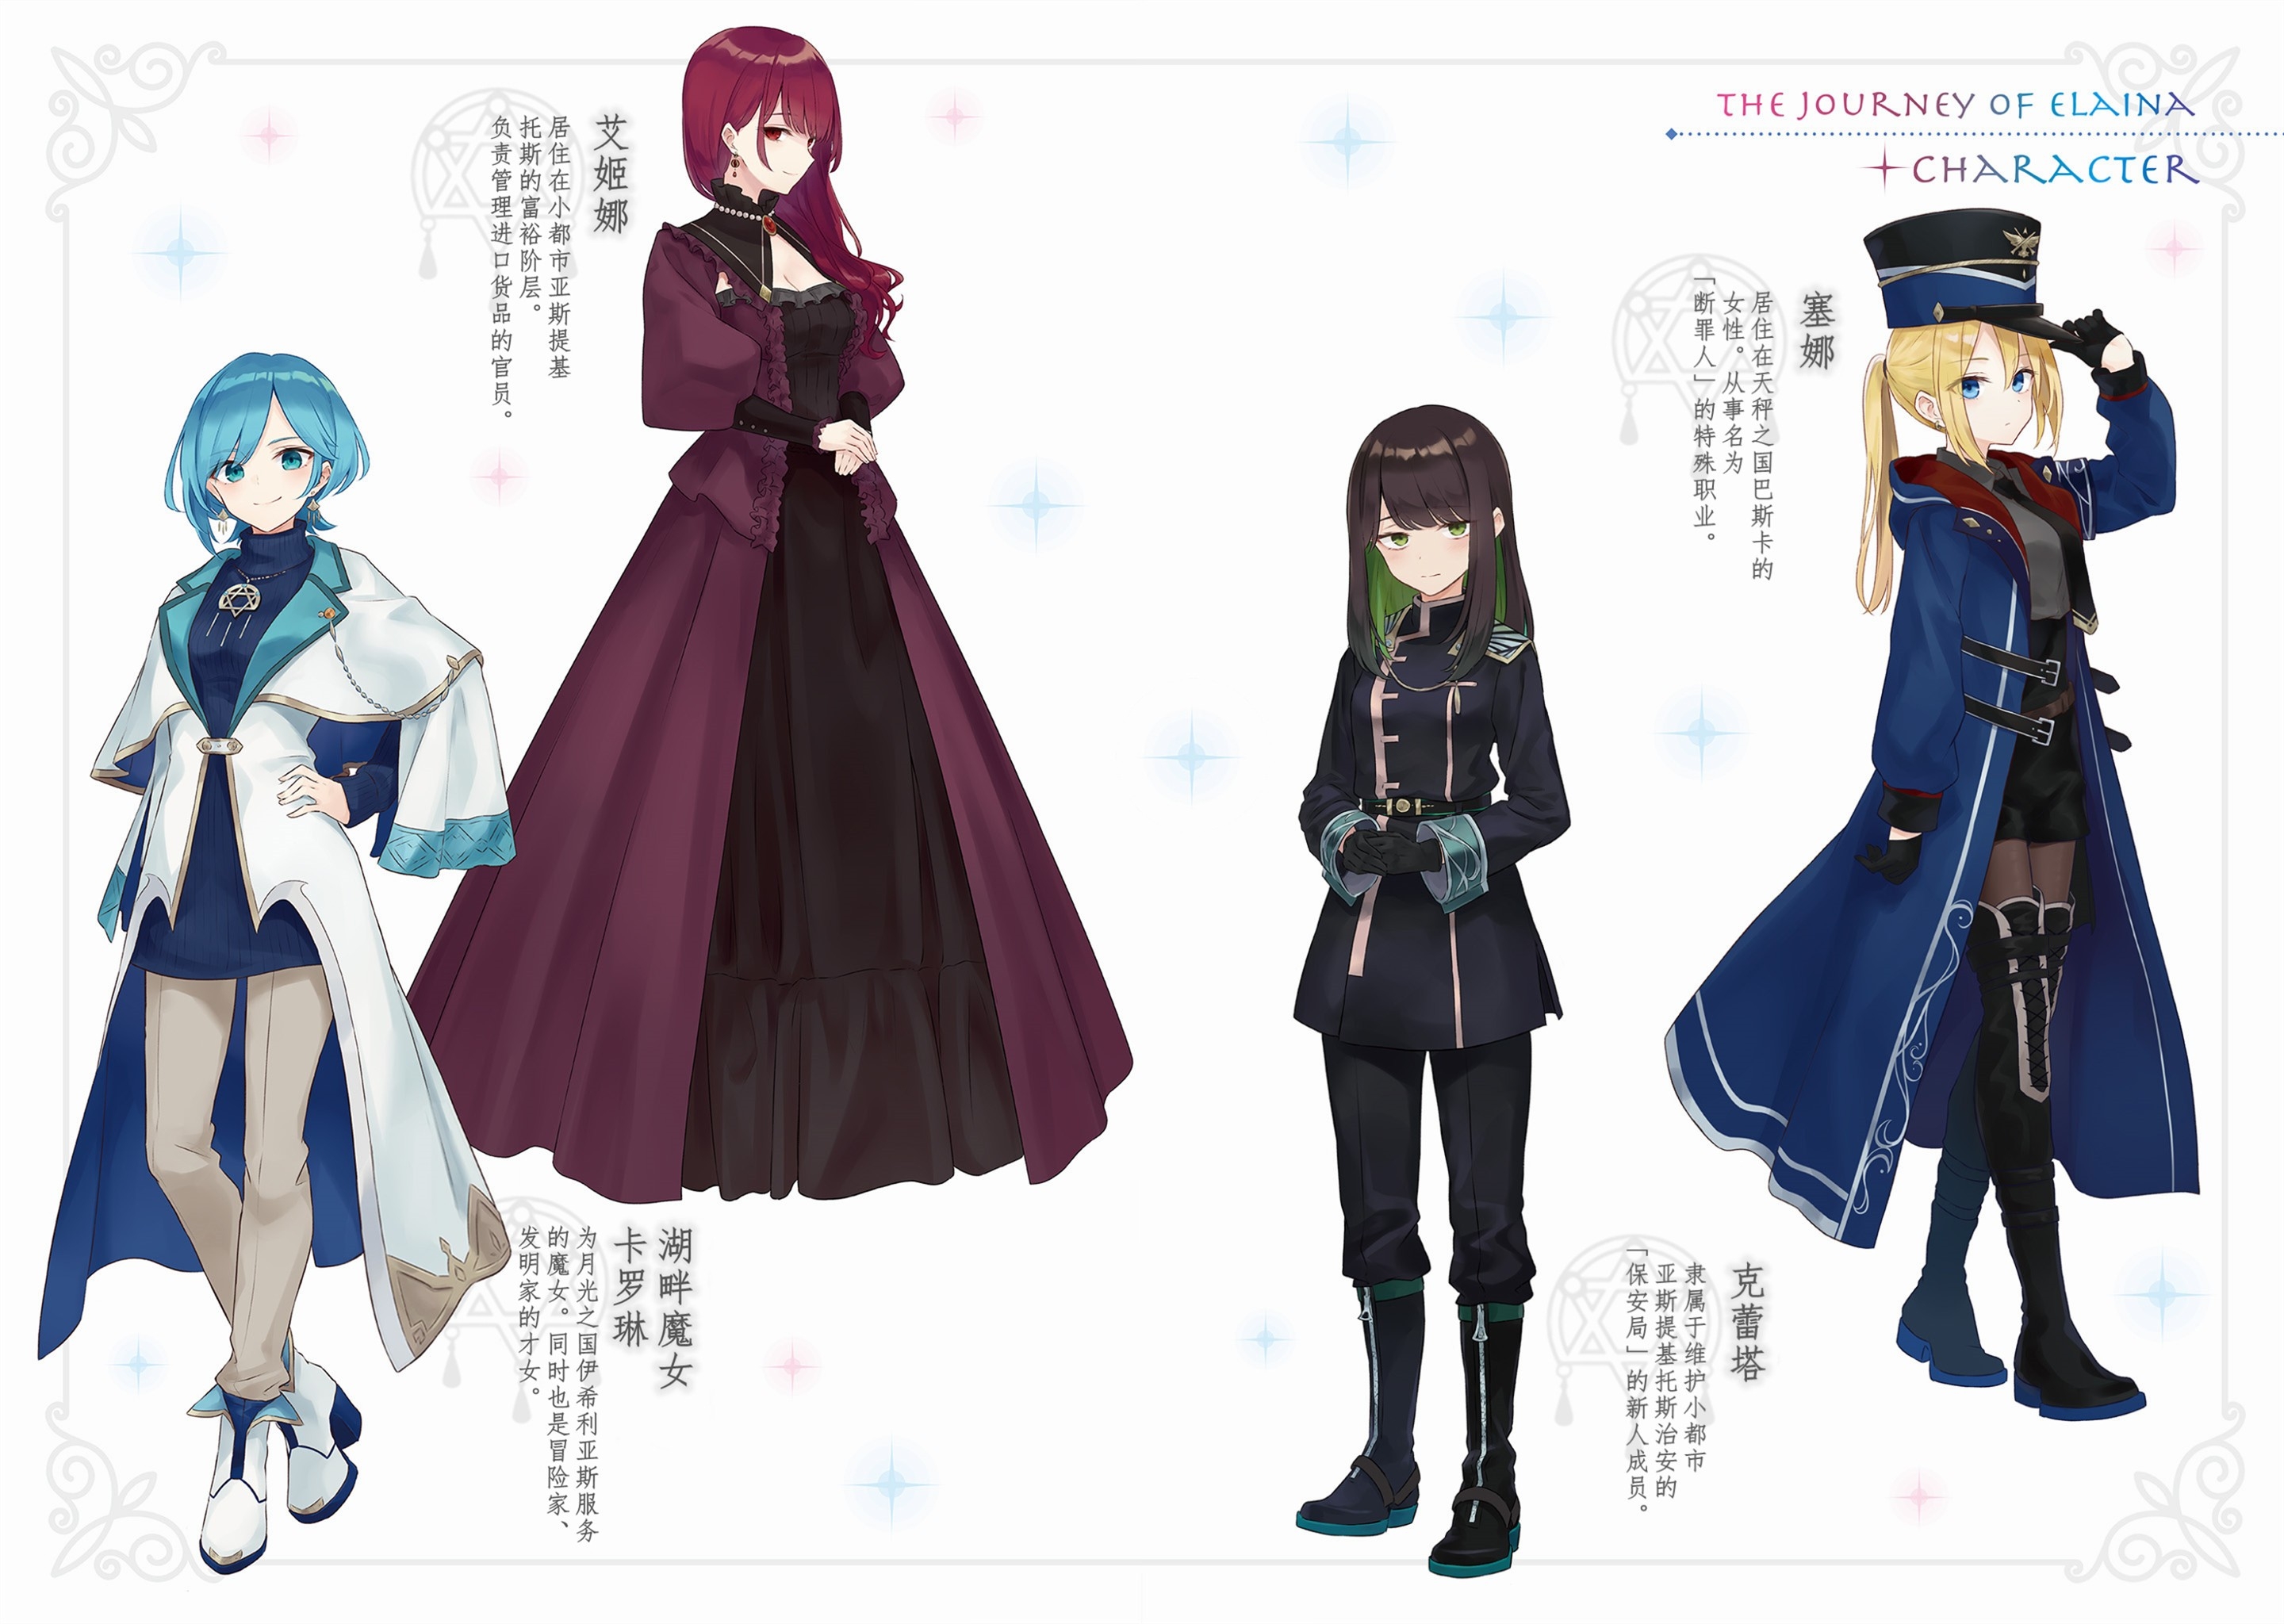 THE JOURNEY OF ELAINA
CHARACTER
塞娜
居住在天秤之国巴斯卡的
女性。从事名为
「断罪人」的特殊职业。
克蕾塔
隶属于维护小都市
亚斯提基托斯治安的
「保安局」的新人成员。
艾姬娜
居住在小都市亚斯提基
托斯的富裕阶层。
负责管理进口货品的官员。
湖畔魔女
卡罗琳
为月光之国伊希利亚斯服务
的魔女。同时也是冒险家、
发明家的才女。